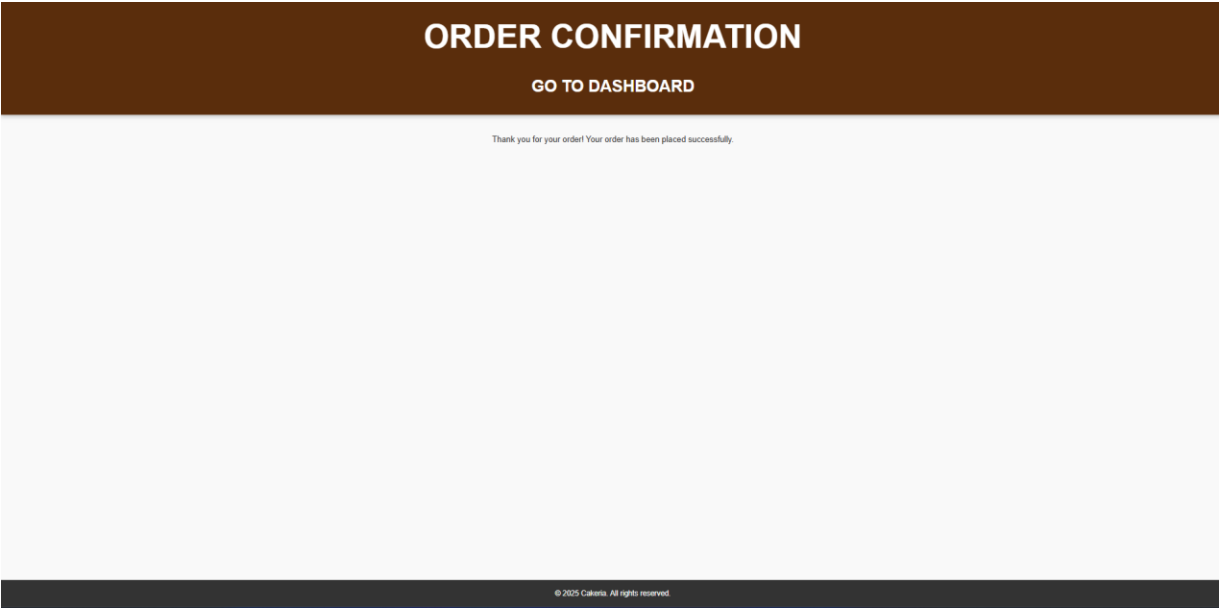 ORDER CONFIRMATION
GO TO DASHBOARD
Thank you for your order! Your order has been placed successfully.
© 2025 Cakeria. All rights reserved.